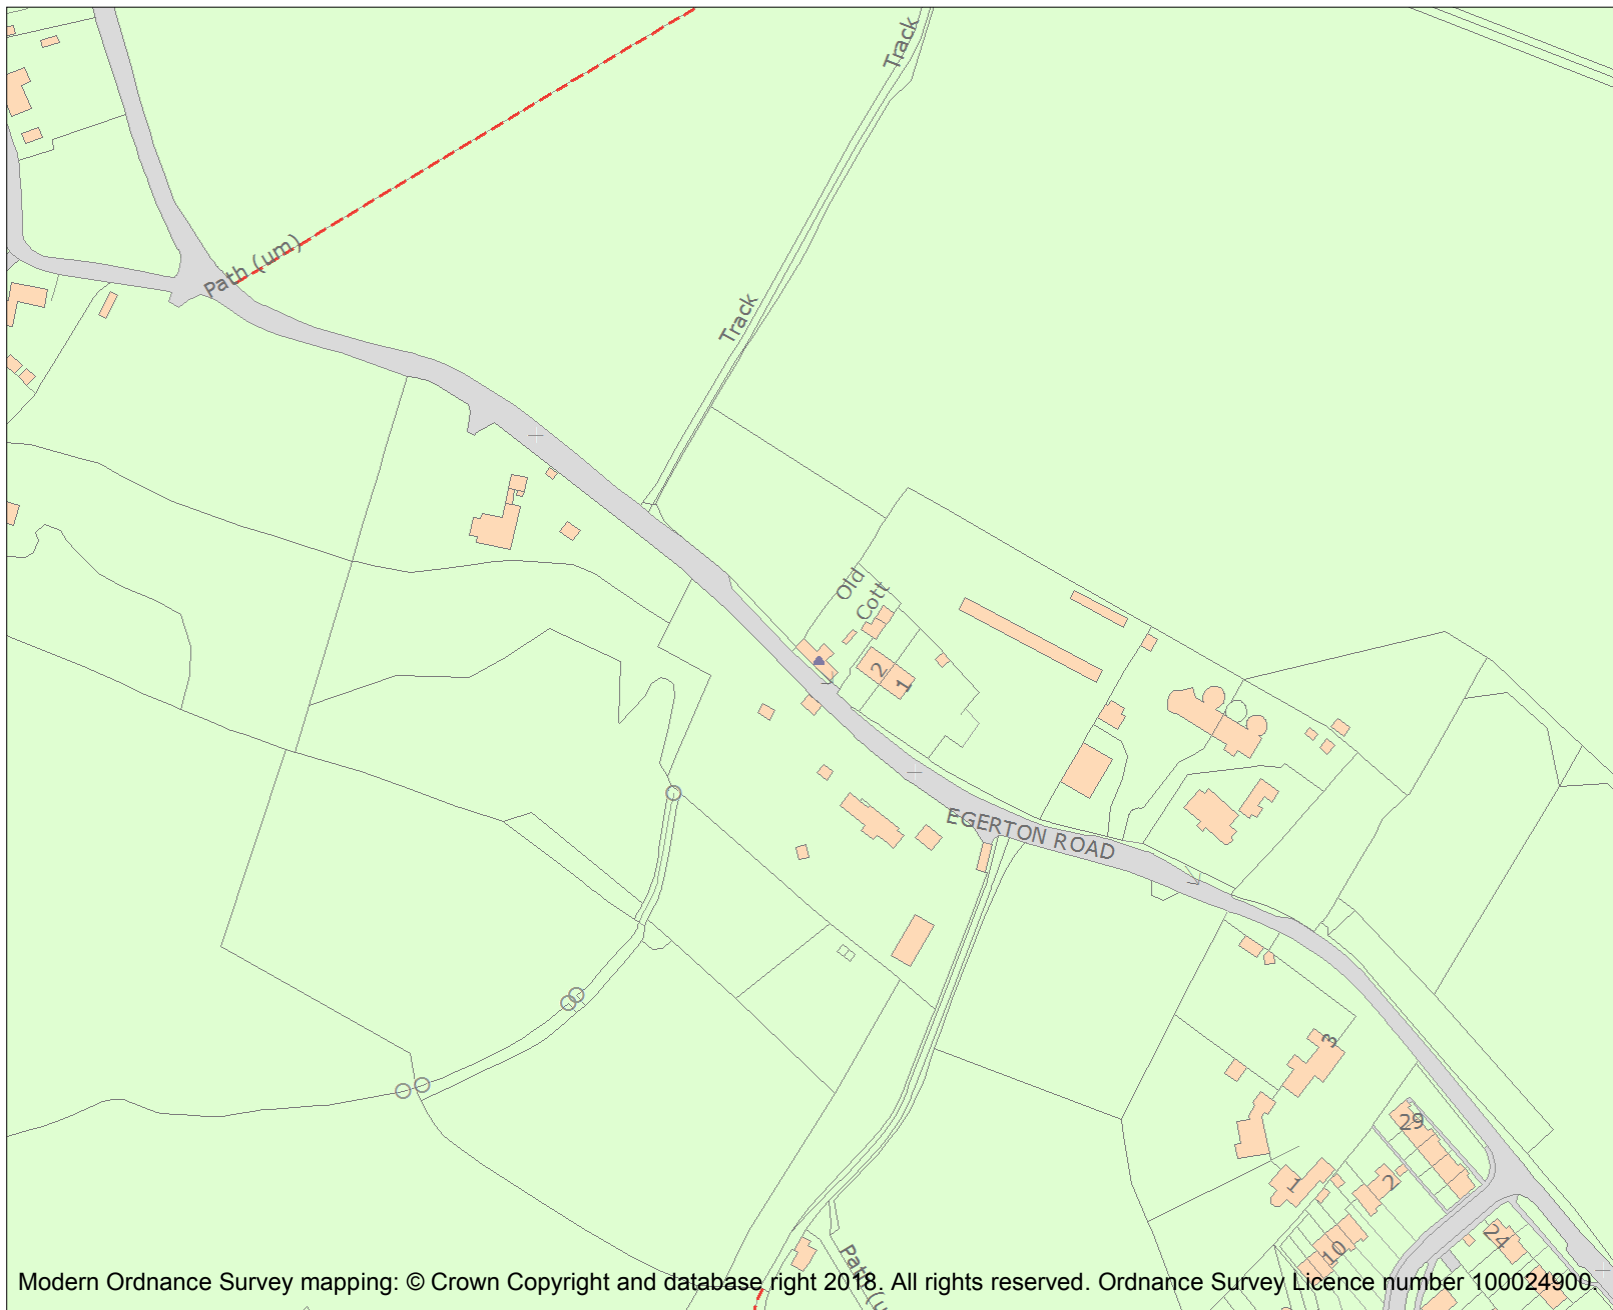 Track
Path (um)
Track
Old
Cott
2
1
EGERTON ROAD
3
29
1
2
10
24
Path (u
Modern Ordnance Survey mapping: © Crown Copyright and database right 2018. All rights reserved. Ordnance Survey Licence number 100024900.